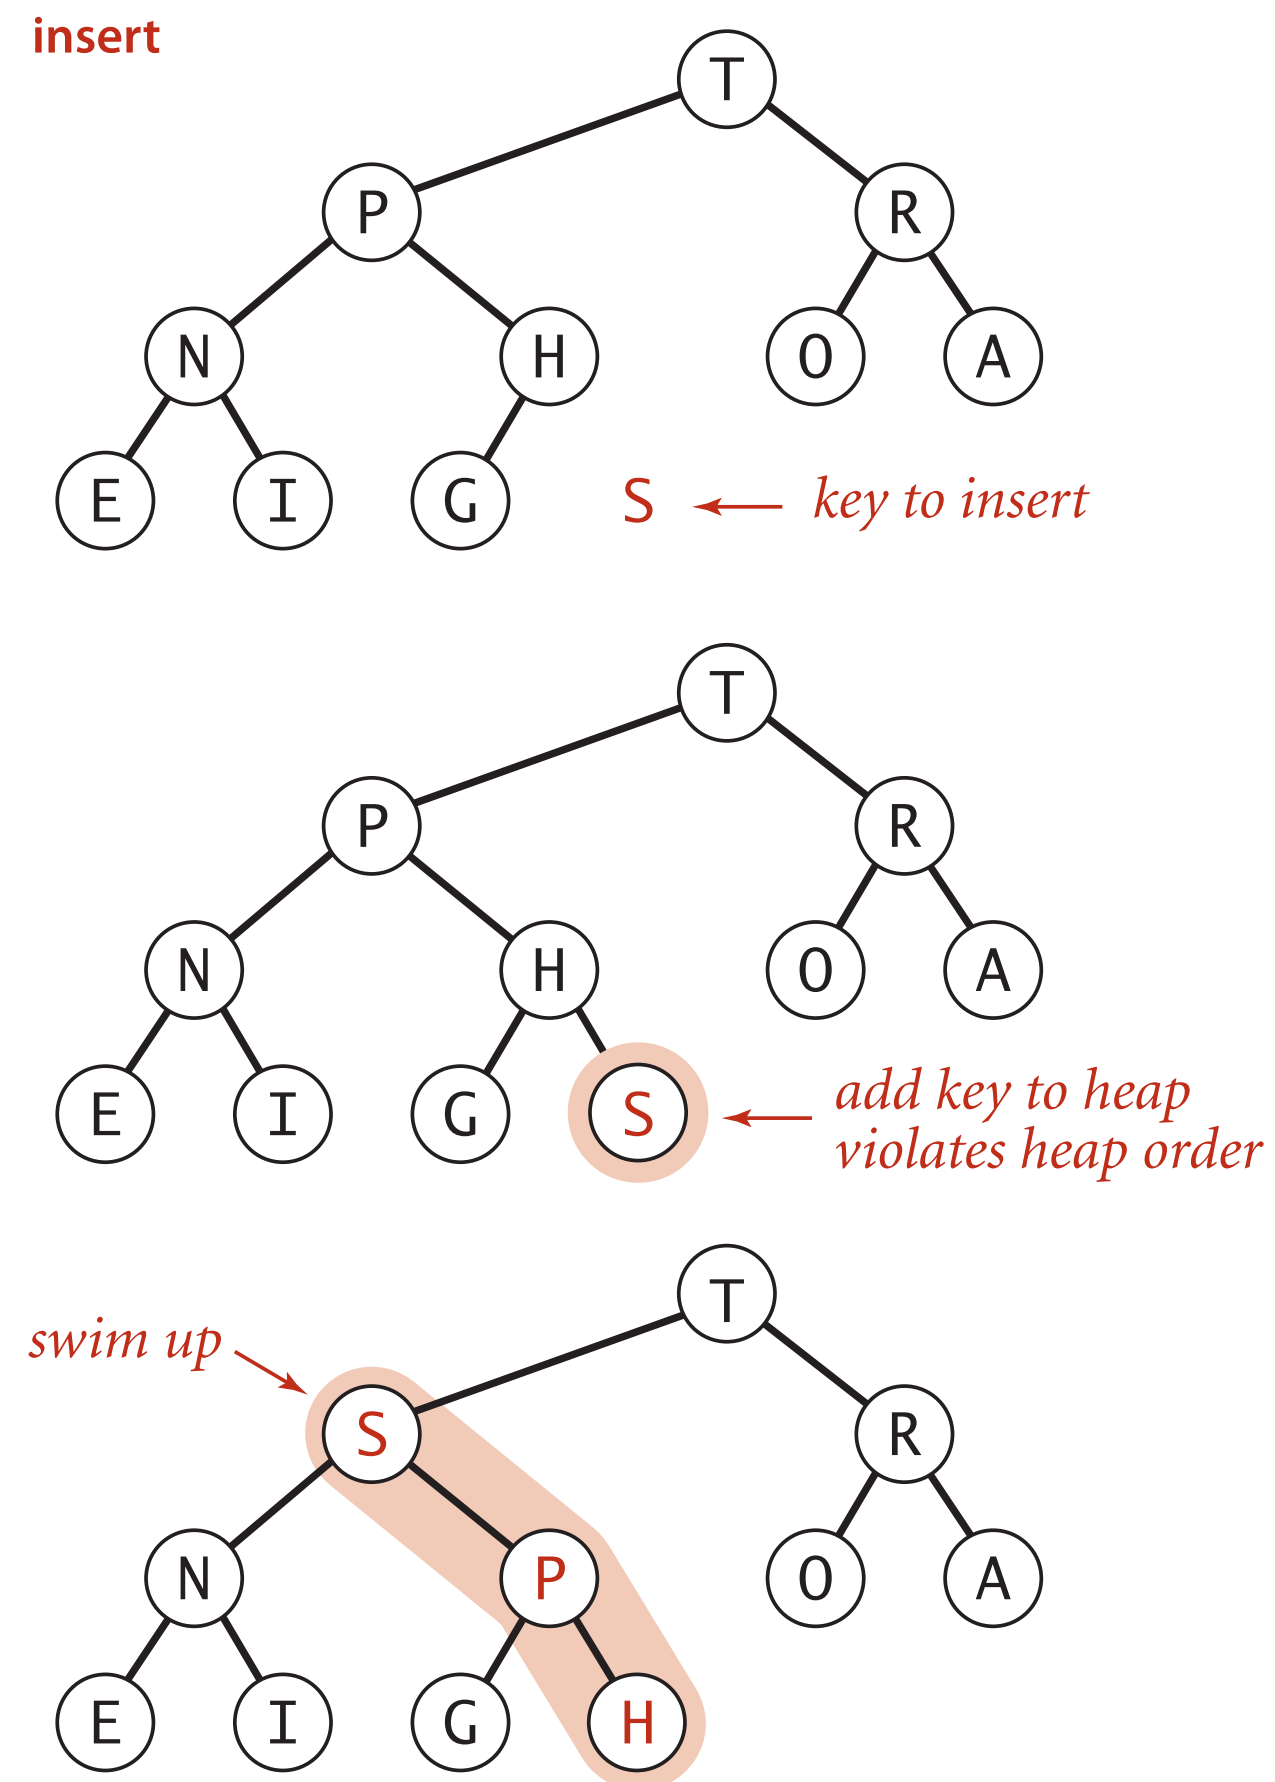 insert
T
P R
N H O A
E I G S key to insert
T
P R
N H O A
E I G S add key to heap
violates heap order
T
swim up
S R
N P O A
E I G H